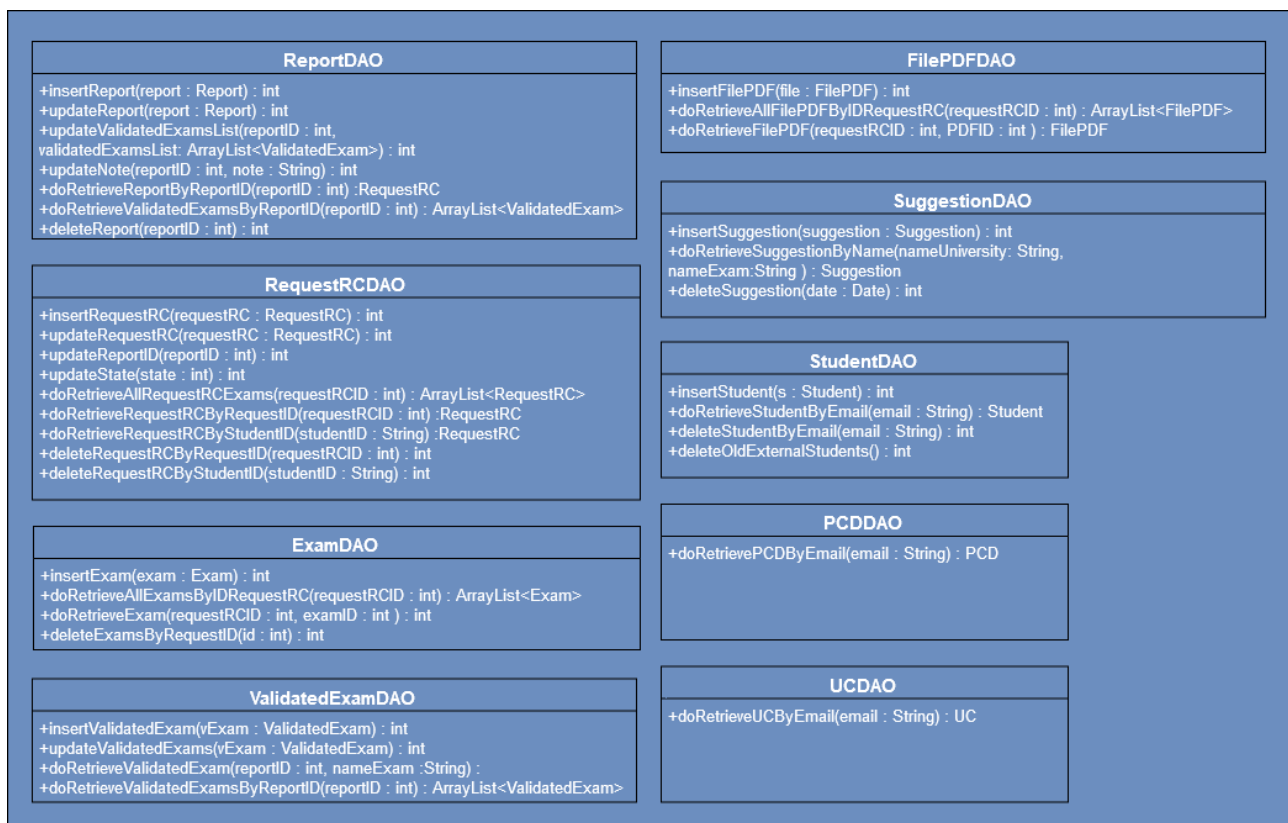 ReportDAO
+insertReport(report : Report) : int
+updateReport(report : Report) : int
+updateValidatedExamsList(reportID : int,
validatedExamsList: ArrayList<ValidatedExam>) : int
+updateNote(reportID : int, note : String) : int
+doRetrieveReportByReportID(reportID : int) :RequestRC
+doRetrieveValidatedExamsByReportID(reportID : int) : ArrayList<ValidatedExam>
+deleteReport(reportID : int) : int
RequestRCDAO
+insertRequestRC(requestRC : RequestRC) : int
+updateRequestRC(requestRC : RequestRC) : int
+updateReportID(reportID : int) : int
+updateState(state : int) : int
+doRetrieveAllRequestRCExams(requestRCID : int) : ArrayList<RequestRC>
+doRetrieveRequestRCByRequestID(requestRCID : int) :RequestRC
+doRetrieveRequestRCByStudentID(studentID : String) :RequestRC
+deleteRequestRCByRequestID(requestRCID : int) : int
+deleteRequestRCByStudentID(studentID : String) : int
ExamDAO
+insertExam(exam : Exam) : int
+doRetrieveAllExamsByIDRequestRC(requestRCID : int) : ArrayList<Exam>
+doRetrieveExam(requestRCID : int, examID : int ) : int
+deleteExamsByRequestID(id : int) : int
ValidatedExamDAO
+insertValidatedExam(vExam : ValidatedExam) : int
+updateValidatedExams(vExam : ValidatedExam) : int
+doRetrieveValidatedExam(reportID : int, nameExam :String) :
+doRetrieveValidatedExamsByReportID(reportID : int) : ArrayList<ValidatedExam>
FilePDFDAO
+insertFilePDF(file : FilePDF) : int
+doRetrieveAllFilePDFByIDRequestRC(requestRCID : int) : ArrayList<FilePDF>
+doRetrieveFilePDF(requestRCID : int, PDFID : int ) : FilePDF
SuggestionDAO
+insertSuggestion(suggestion : Suggestion) : int
+doRetrieveSuggestionByName(nameUniversity: String,
nameExam:String ) : Suggestion
+deleteSuggestion(date : Date) : int
StudentDAO
+insertStudent(s : Student) : int
+doRetrieveStudentByEmail(email : String) : Student
+deleteStudentByEmail(email : String) : int
+deleteOldExternalStudents() : int
PCDDAO
+doRetrievePCDByEmail(email : String) : PCD
UCDAO
+doRetrieveUCByEmail(email : String) : UC